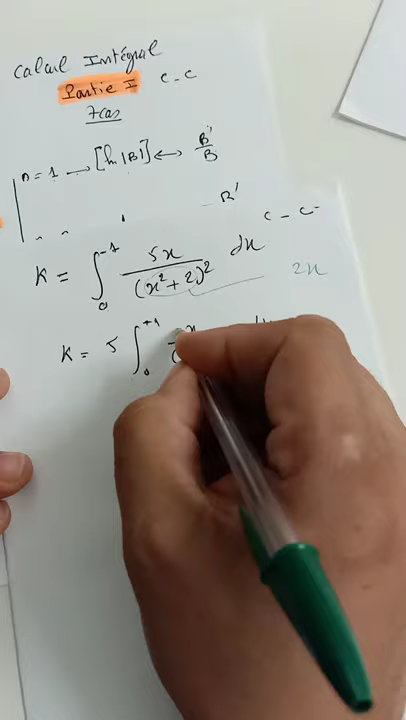 Calcul Intégral
Partie I c-c
7cas
n=1 → [ln|B|] ↔ B'/B
B'
c-c-
K = ∫₀⁻¹ 5x/(x²+2)² dx 2x
K = 5 ∫₀⁺¹ x